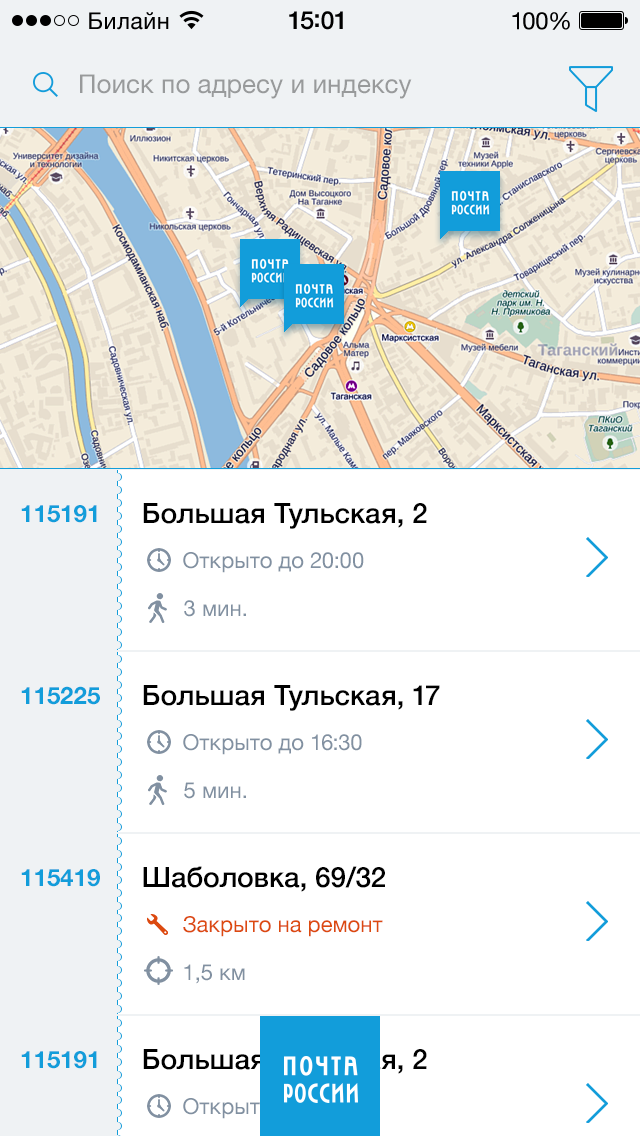 Билайн 15:01 100%
Поиск по адресу и индексу
Иллюзион
Университет дизайна
и технологии
Никитская церковь
Тетеринский пер.
Дом Высоцкого
На Таганке
Гончарная ул.
Верхняя Радищевская ул.
Никольская церковь
Космодамианская наб.
5-й Котельнический
Садовое кольцо
Садовническая ул.
Музей
техники Apple
церковь
Сергиевская
Большой Дровяной пер.
Станиславского
ул. Александра Солженицына
Товарищеский пер.
Музей кулинарного
искусства
детский
парк им. Н.
Н. Прямикова
Марксистская
Музей мебели
Таганский
Таганская ул.
Альма
Матер
Таганская
ул. Малые Каменщики
пер. Маяковского
Марксистская ул.
ПКиО
Таганский
ПОЧТА
РОССИИ
ПОЧТА
РОССИИ
ПОЧТА
РОССИИ
115191 Большая Тульская, 2
Открыто до 20:00
3 мин.
115225 Большая Тульская, 17
Открыто до 16:30
5 мин.
115419 Шаболовка, 69/32
Закрыто на ремонт
1,5 км
115191 Большая, 2
Открыт
ПОЧТА
РОССИИ